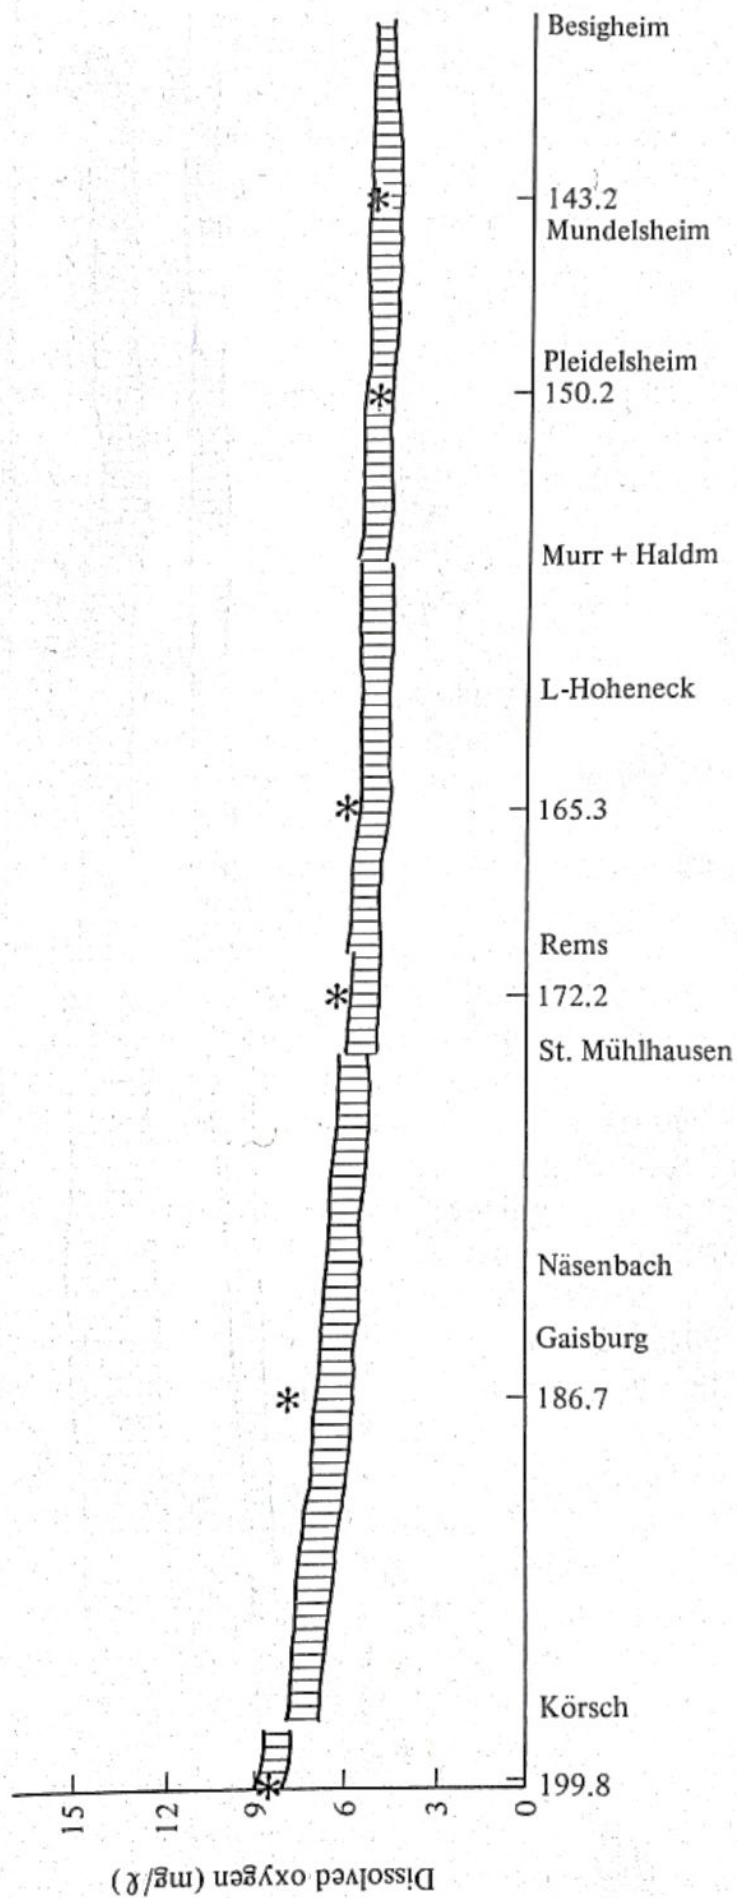 Besigheim
143.2
Mundelsheim
Pleidelsheim
150.2
Murr + Haldm
L-Hoheneck
165.3
Rems
172.2
St. Mühlhausen
Näsenbach
Gaisburg
186.7
Körsch
199.8
15
12
9
6
3
0
Dissolved oxygen (mg/ℓ)